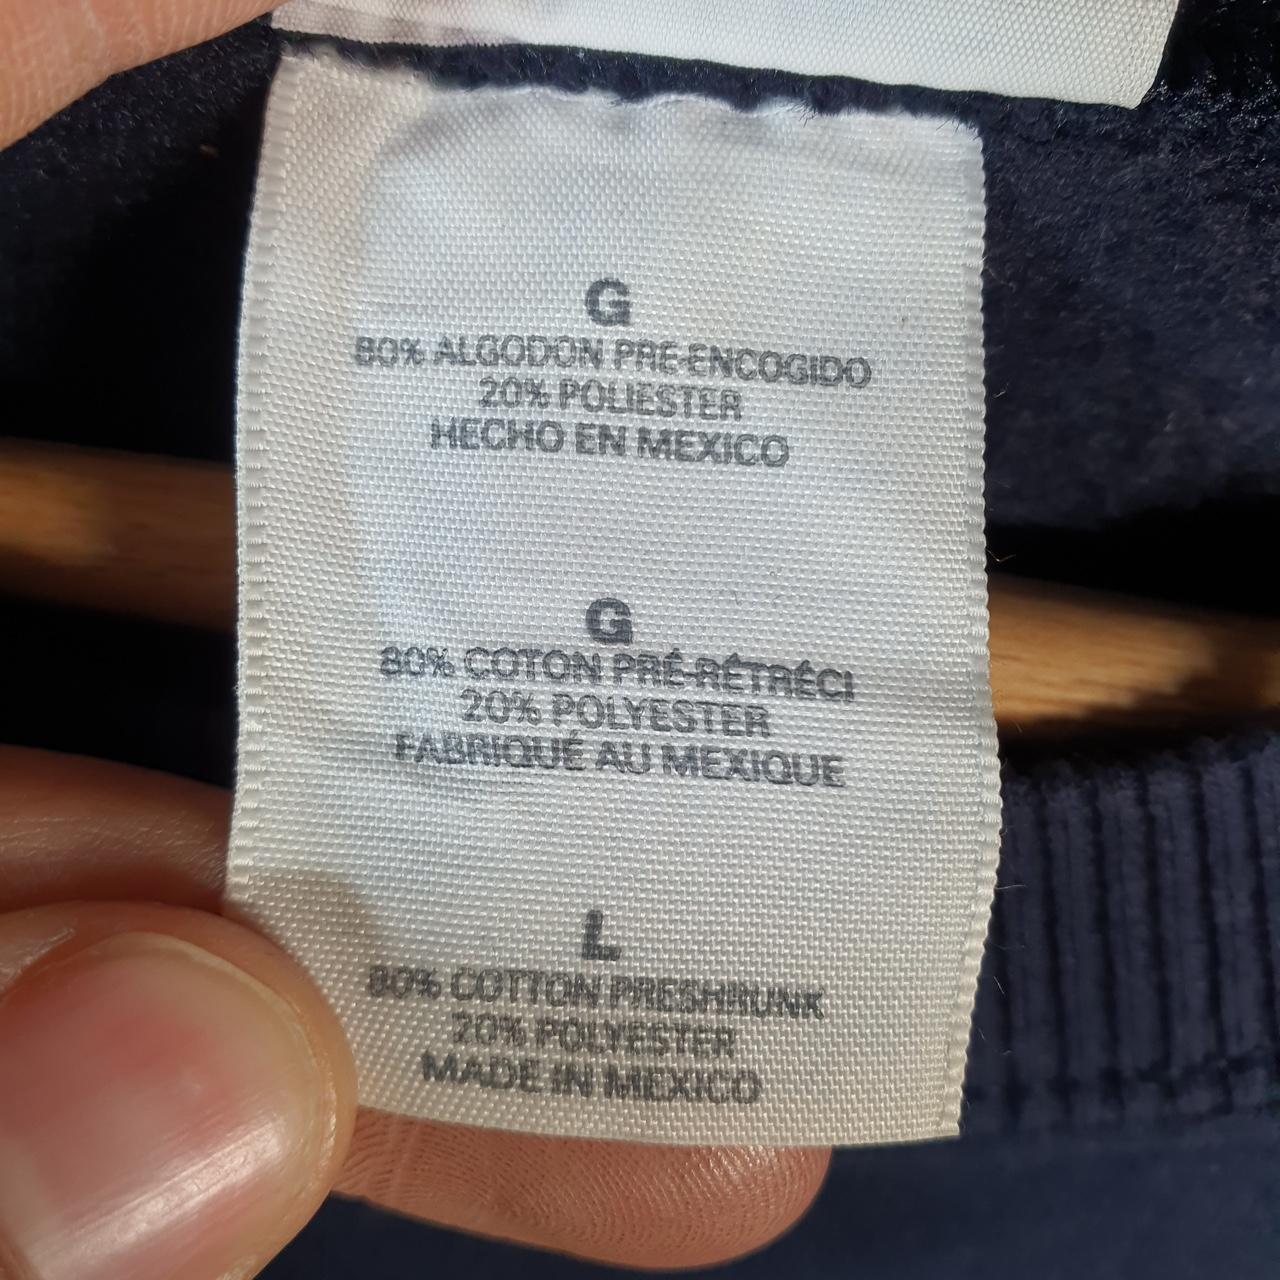 G
80% ALGODON PRE-ENCOGIDO
20% POLIESTER
HECHO EN MEXICO
G
80% COTON PRÉ-RÉTRÉCI
20% POLYESTER
FABRIQUÉ AU MEXIQUE
L
80% COTTON PRESHRUNK
20% POLYESTER
MADE IN MEXICO